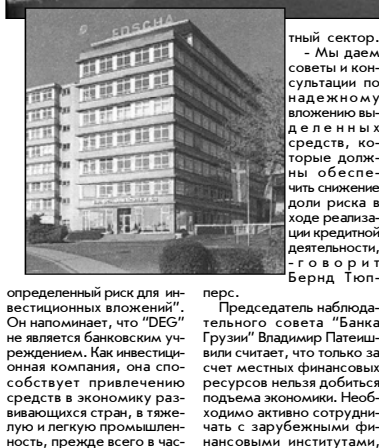 EDSCHA
определенный риск для ин-
вестиционных вложений".
Он напоминает, что "DEG"
не является банковским уч-
реждением. Как инвестици-
онная компания, она спо-
собствует привлечению
средств в экономику раз-
вивающихся стран, в тяже-
лую и легкую промышлен-
ность, прежде всего в час-
тный сектор.
- Мы даем
советы и кон-
сультации по
надежному
вложению вы-
деленных
средств, ко-
торые долж-
ны обеспе-
чить снижение
доли риска в
ходе реализа-
ции кредитной
деятельности,
- говорит
Бернд Тюп-
перс.
Председатель наблюда-
тельного совета "Банка
Грузии" Владимир Патеиш-
вили считает, что только за
счет местных финансовых
ресурсов нельзя добиться
подъема экономики. Необ-
ходимо активно сотрудни-
чать с зарубежными фи-
нансовыми институтами,